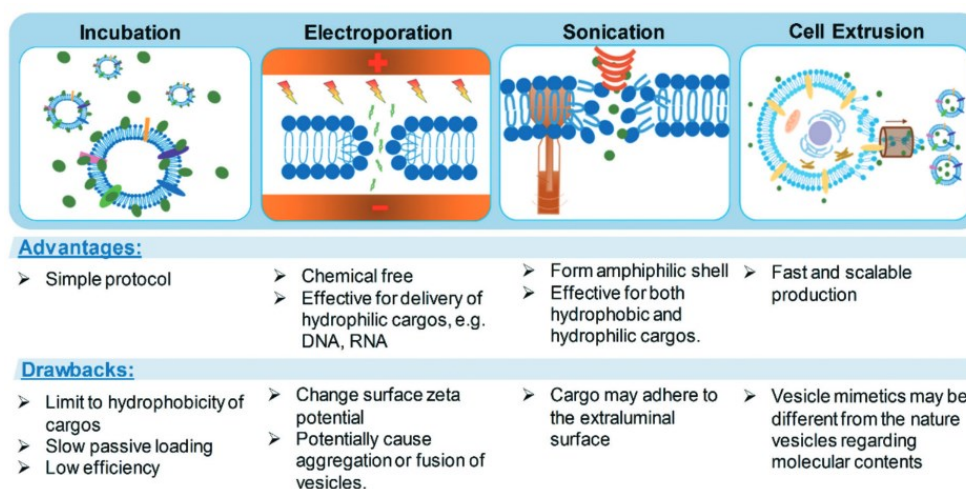 Incubation
Electroporation
Sonication
Cell Extrusion
+
−
Advantages:
➢ Simple protocol
➢ Chemical free
➢ Effective for delivery of
hydrophilic cargos, e.g.
DNA, RNA
➢ Form amphiphilic shell
➢ Effective for both
hydrophobic and
hydrophilic cargos.
➢ Fast and scalable
production
Drawbacks:
➢ Limit to hydrophobicity of
cargos
➢ Slow passive loading
➢ Low efficiency
➢ Change surface zeta
potential
➢ Potentially cause
aggregation or fusion of
vesicles.
➢ Cargo may adhere to
the extraluminal
surface
➢ Vesicle mimetics may be
different from the nature
vesicles regarding
molecular contents